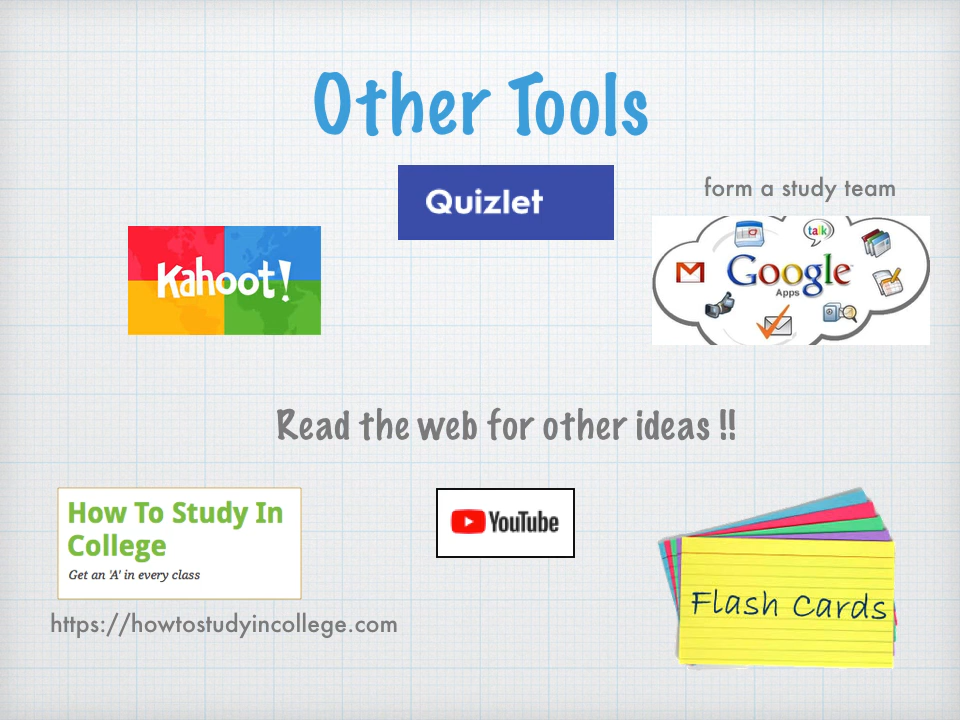 Other Tools
Quizlet
form a study team
Kahoot!
talk
Google
Apps
Read the web for other ideas !!
How To Study In
College
Get an 'A' in every class
YouTube
Flash Cards
https://howtostudyincollege.com